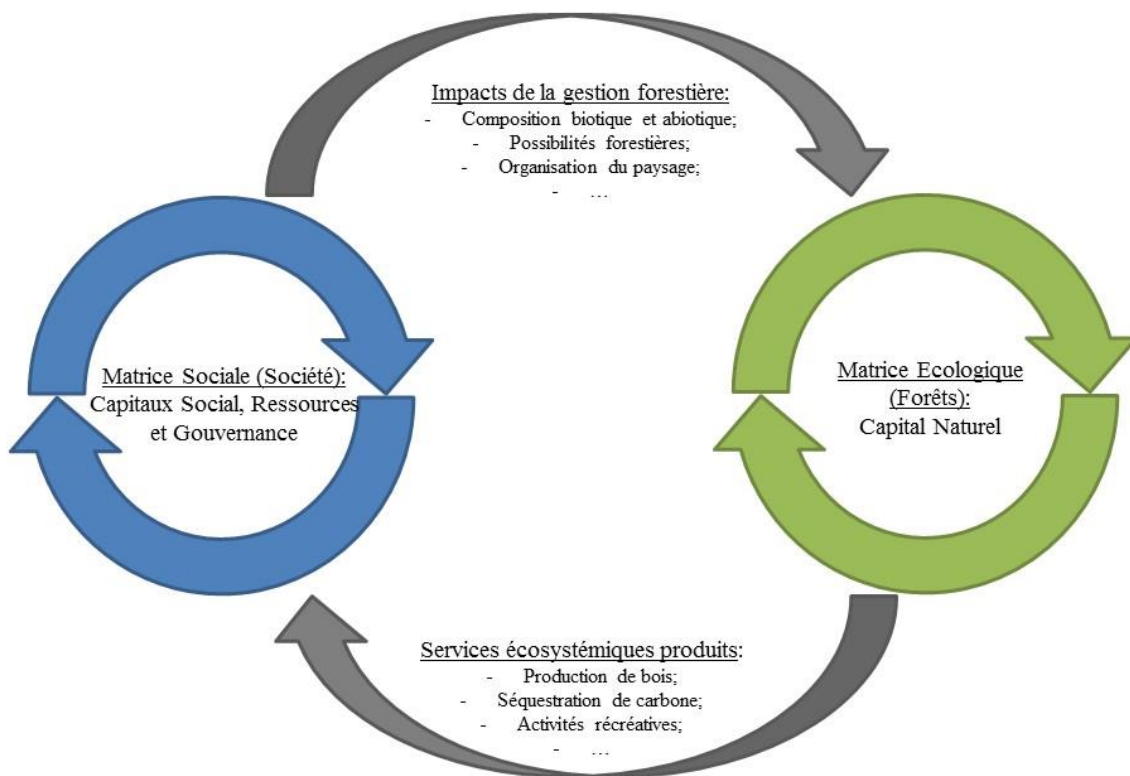 Impacts de la gestion forestière:
- Composition biotique et abiotique;
- Possibilités forestières;
- Organisation du paysage;
- …
Matrice Sociale (Société):
Capitaux Social, Ressources
et Gouvernance
Matrice Ecologique
(Forêts):
Capital Naturel
Services écosystémiques produits:
- Production de bois;
- Séquestration de carbone;
- Activités récréatives;
- …